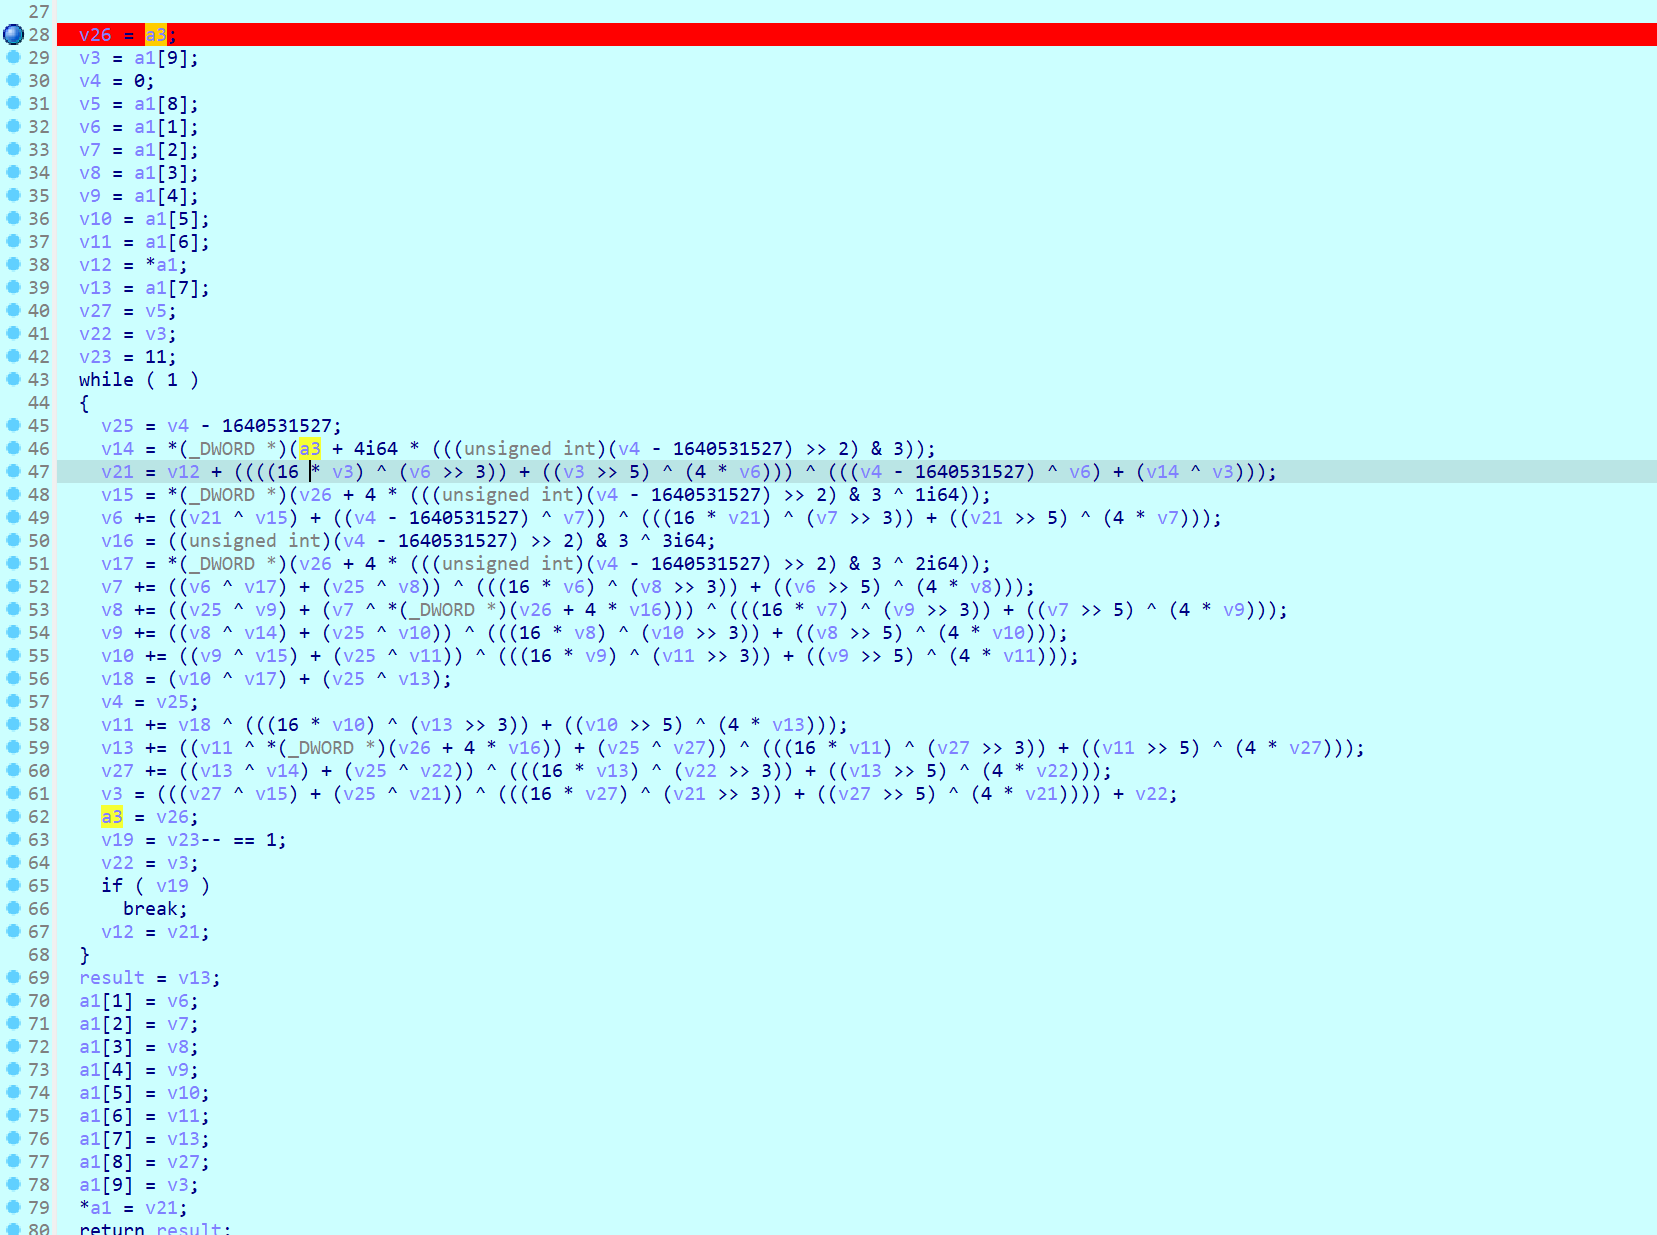 27
28 v26 = a3;
29 v3 = a1[9];
30 v4 = 0;
31 v5 = a1[8];
32 v6 = a1[1];
33 v7 = a1[2];
34 v8 = a1[3];
35 v9 = a1[4];
36 v10 = a1[5];
37 v11 = a1[6];
38 v12 = *a1;
39 v13 = a1[7];
40 v27 = v5;
41 v22 = v3;
42 v23 = 11;
43 while ( 1 )
44 {
45 v25 = v4 - 1640531527;
46 v14 = *(_DWORD *)(a3 + 4i64 * (((unsigned int)(v4 - 1640531527) >> 2) & 3));
47 v21 = v12 + ((((16 * v3) ^ (v6 >> 3)) + ((v3 >> 5) ^ (4 * v6))) ^ (((v4 - 1640531527) ^ v6) + (v14 ^ v3)));
48 v15 = *(_DWORD *)(v26 + 4 * (((unsigned int)(v4 - 1640531527) >> 2) & 3 ^ 1i64));
49 v6 += ((v21 ^ v15) + ((v4 - 1640531527) ^ v7)) ^ (((16 * v21) ^ (v7 >> 3)) + ((v21 >> 5) ^ (4 * v7)));
50 v16 = ((unsigned int)(v4 - 1640531527) >> 2) & 3 ^ 3i64;
51 v17 = *(_DWORD *)(v26 + 4 * (((unsigned int)(v4 - 1640531527) >> 2) & 3 ^ 2i64));
52 v7 += ((v6 ^ v17) + (v25 ^ v8)) ^ (((16 * v6) ^ (v8 >> 3)) + ((v6 >> 5) ^ (4 * v8)));
53 v8 += ((v25 ^ v9) + (v7 ^ *(_DWORD *)(v26 + 4 * v16))) ^ (((16 * v7) ^ (v9 >> 3)) + ((v7 >> 5) ^ (4 * v9)));
54 v9 += ((v8 ^ v14) + (v25 ^ v10)) ^ (((16 * v8) ^ (v10 >> 3)) + ((v8 >> 5) ^ (4 * v10)));
55 v10 += ((v9 ^ v15) + (v25 ^ v11)) ^ (((16 * v9) ^ (v11 >> 3)) + ((v9 >> 5) ^ (4 * v11)));
56 v18 = (v10 ^ v17) + (v25 ^ v13);
57 v4 = v25;
58 v11 += v18 ^ (((16 * v10) ^ (v13 >> 3)) + ((v10 >> 5) ^ (4 * v13)));
59 v13 += ((v11 ^ *(_DWORD *)(v26 + 4 * v16)) + (v25 ^ v27)) ^ (((16 * v11) ^ (v27 >> 3)) + ((v11 >> 5) ^ (4 * v27)));
60 v27 += ((v13 ^ v14) + (v25 ^ v22)) ^ (((16 * v13) ^ (v22 >> 3)) + ((v13 >> 5) ^ (4 * v22)));
61 v3 = (((v27 ^ v15) + (v25 ^ v21)) ^ (((16 * v27) ^ (v21 >> 3)) + ((v27 >> 5) ^ (4 * v21)))) + v22;
62 a3 = v26;
63 v19 = v23-- == 1;
64 v22 = v3;
65 if ( v19 )
66 break;
67 v12 = v21;
68 }
69 result = v13;
70 a1[1] = v6;
71 a1[2] = v7;
72 a1[3] = v8;
73 a1[4] = v9;
74 a1[5] = v10;
75 a1[6] = v11;
76 a1[7] = v13;
77 a1[8] = v27;
78 a1[9] = v3;
79 *a1 = v21;
80 return result;